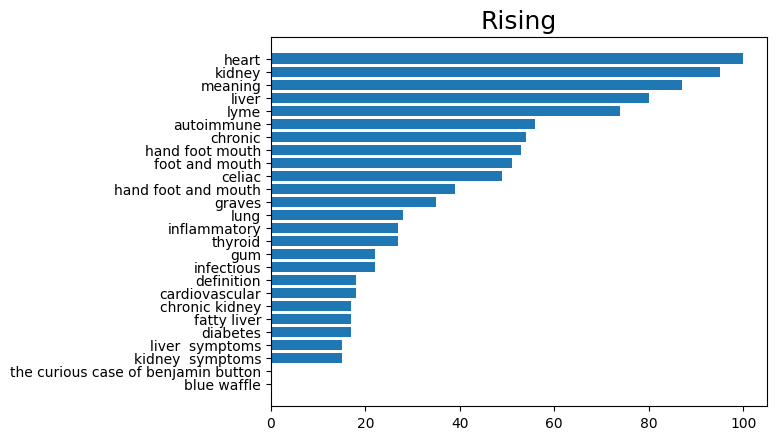 Rising
heart
kidney
meaning
liver
lyme
autoimmune
chronic
hand foot mouth
foot and mouth
celiac
hand foot and mouth
graves
lung
inflammatory
thyroid
gum
infectious
definition
cardiovascular
chronic kidney
fatty liver
diabetes
liver  symptoms
kidney  symptoms
the curious case of benjamin button
blue waffle
0 20 40 60 80 100